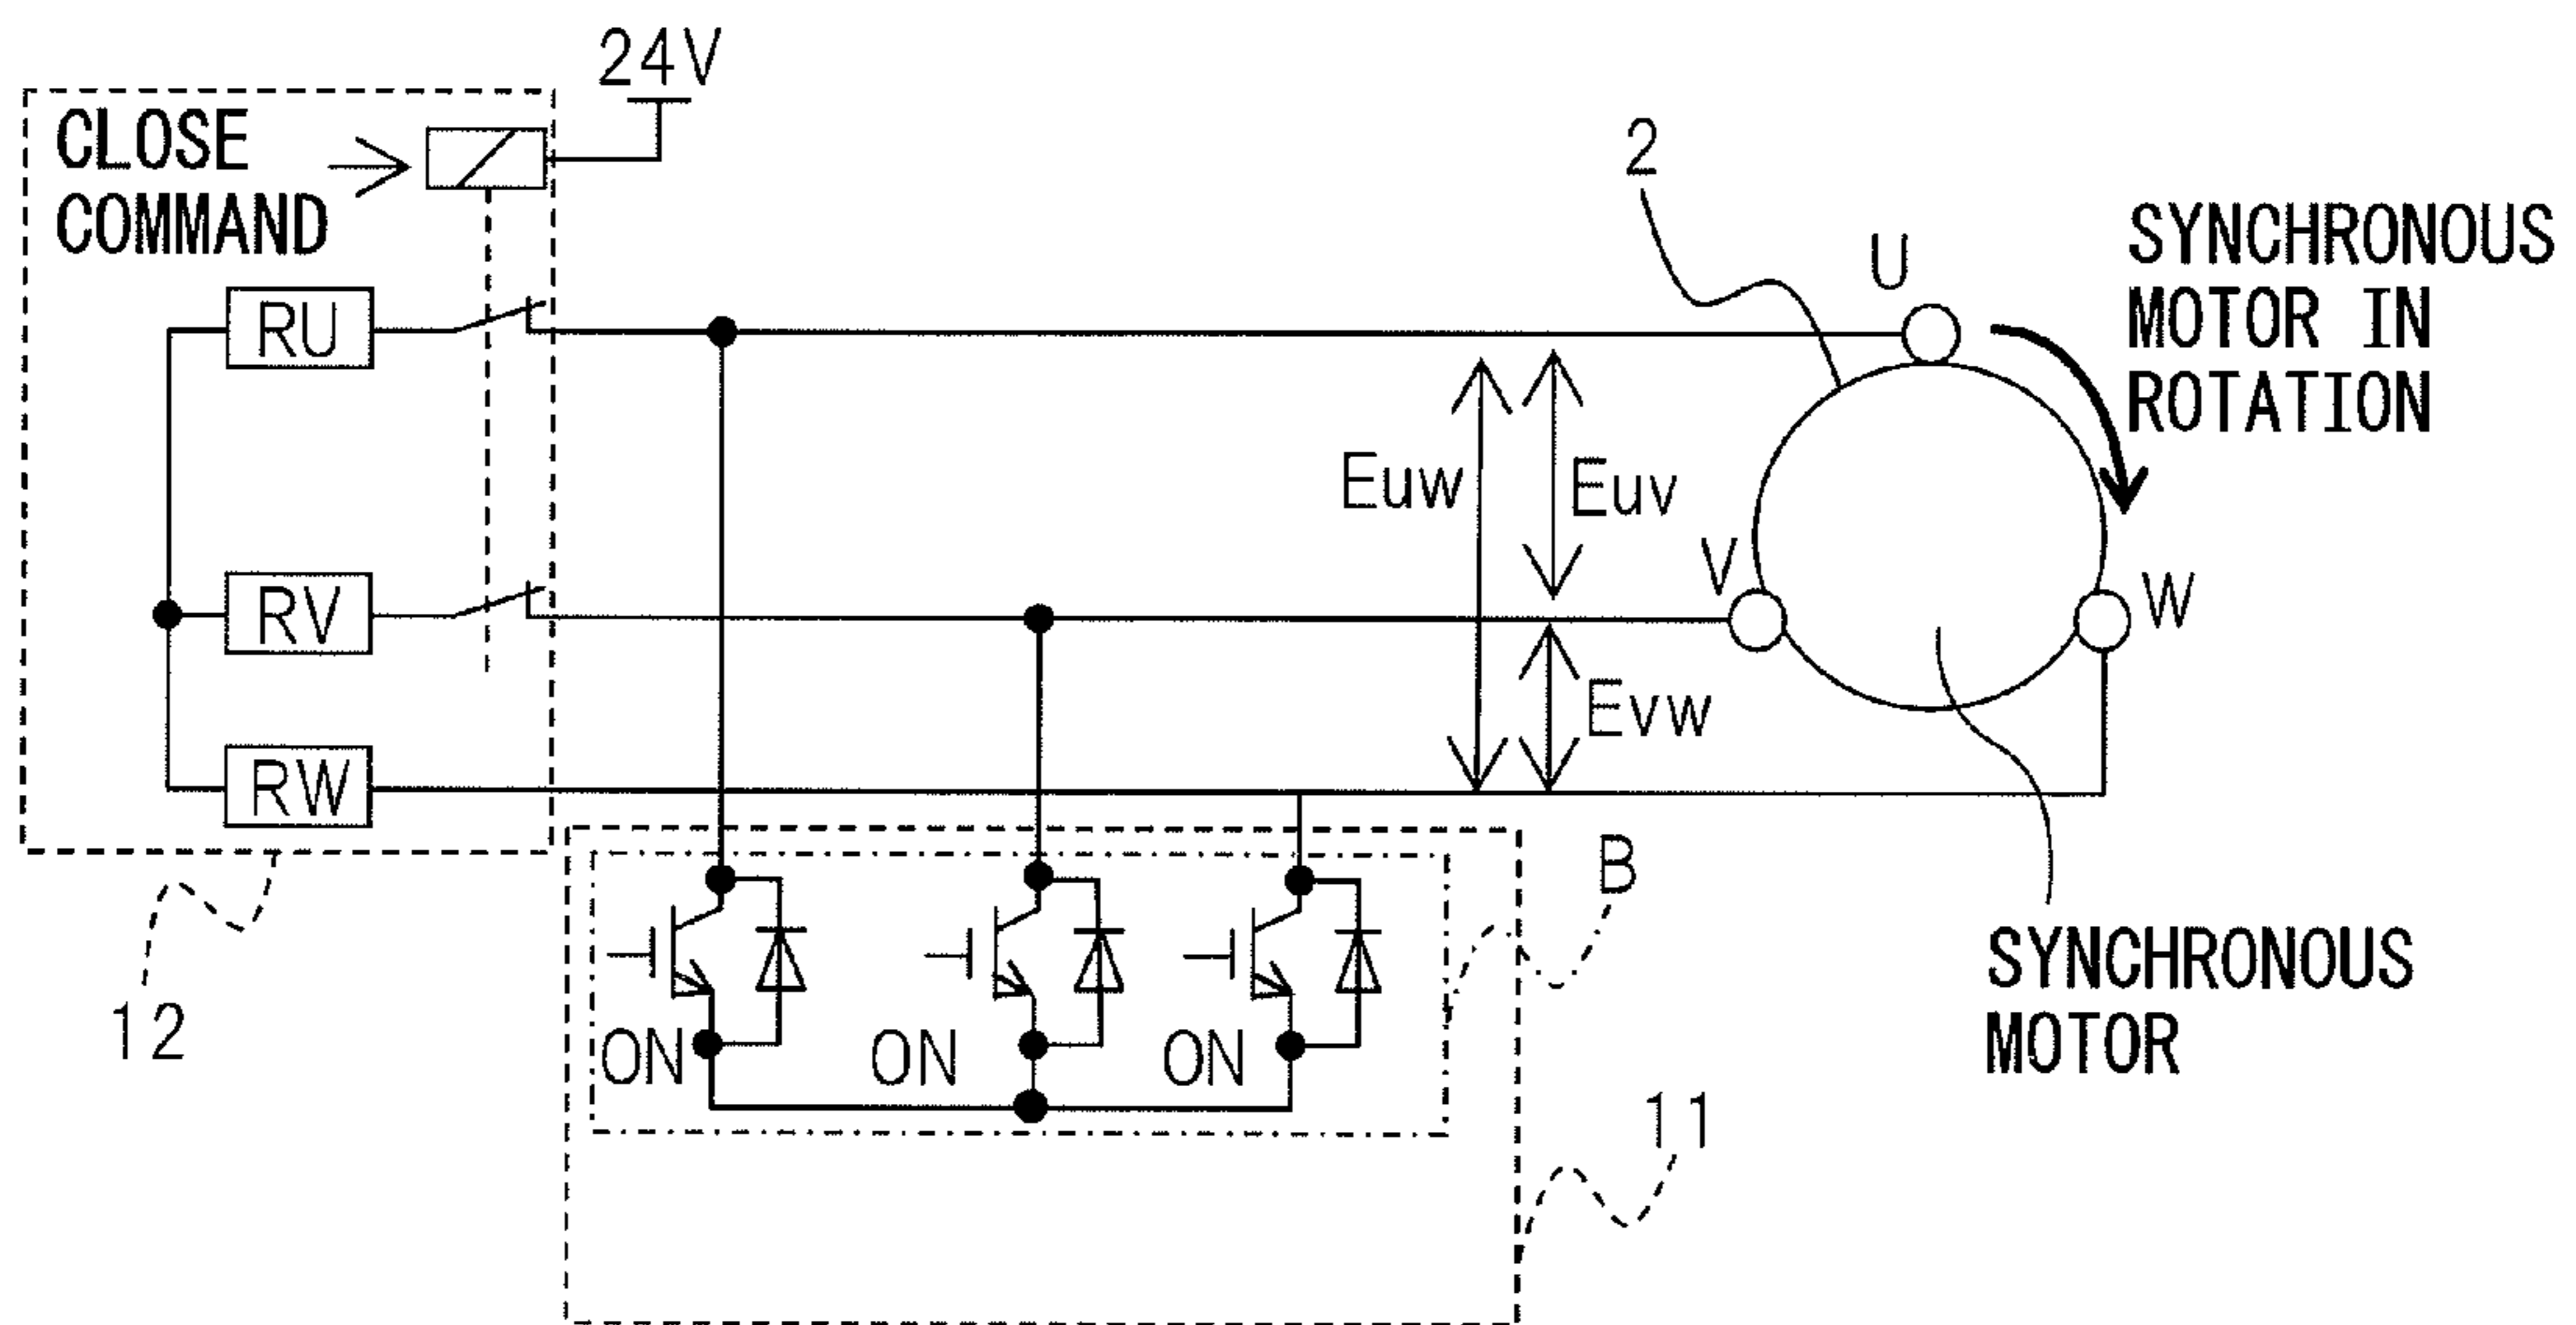 24V
CLOSE
COMMAND
2
SYNCHRONOUS
MOTOR IN
ROTATION
U
RU
Euw
Euv
V
W
RV
Evw
RW
B
12
ON
ON
ON
SYNCHRONOUS
MOTOR
11